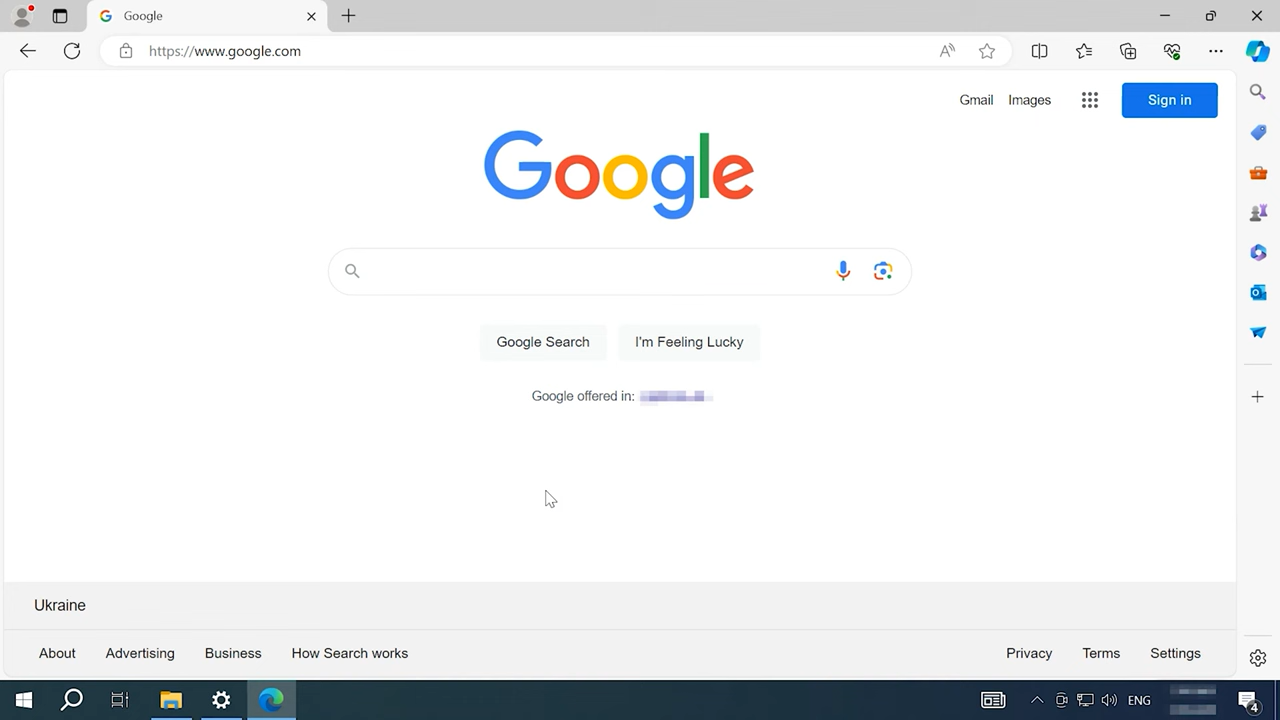 Google
https://www.google.com
Gmail
Images
Sign in
Google
Google Search
I'm Feeling Lucky
Google offered in:
Ukraine
About
Advertising
Business
How Search works
Privacy
Terms
Settings
ENG
4